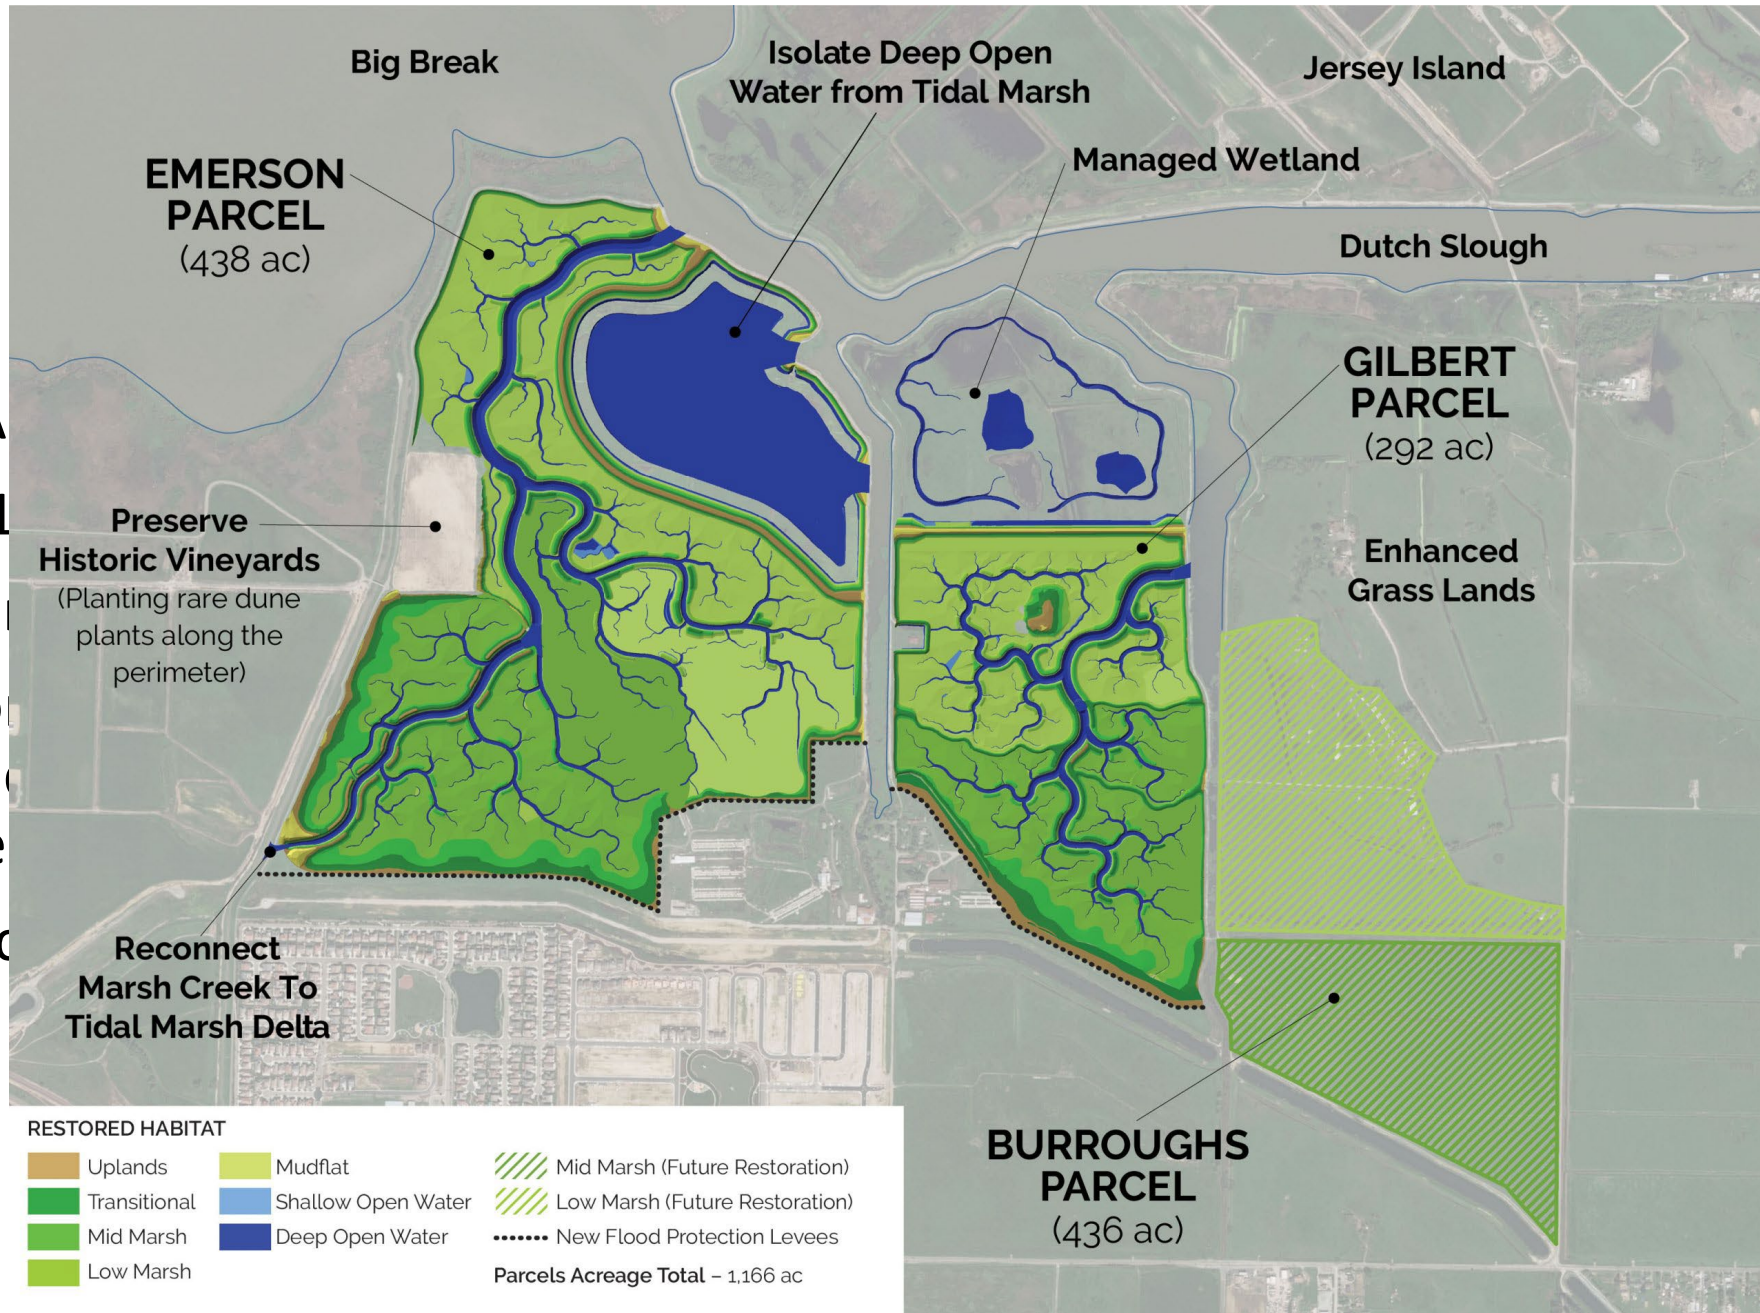 Big Break
Isolate Deep Open
Water from Tidal Marsh
Jersey Island
Managed Wetland
EMERSON
PARCEL
(438 ac)
Dutch Slough
GILBERT
PARCEL
(292 ac)
Preserve
Historic Vineyards
(Planting rare dune
plants along the
perimeter)
Enhanced
Grass Lands
Reconnect
Marsh Creek To
Tidal Marsh Delta
BURROUGHS
PARCEL
(436 ac)
RESTORED HABITAT
Uplands
Transitional
Mid Marsh
Low Marsh
Mudflat
Shallow Open Water
Deep Open Water
Mid Marsh (Future Restoration)
Low Marsh (Future Restoration)
New Flood Protection Levees
Parcels Acreage Total – 1,166 ac